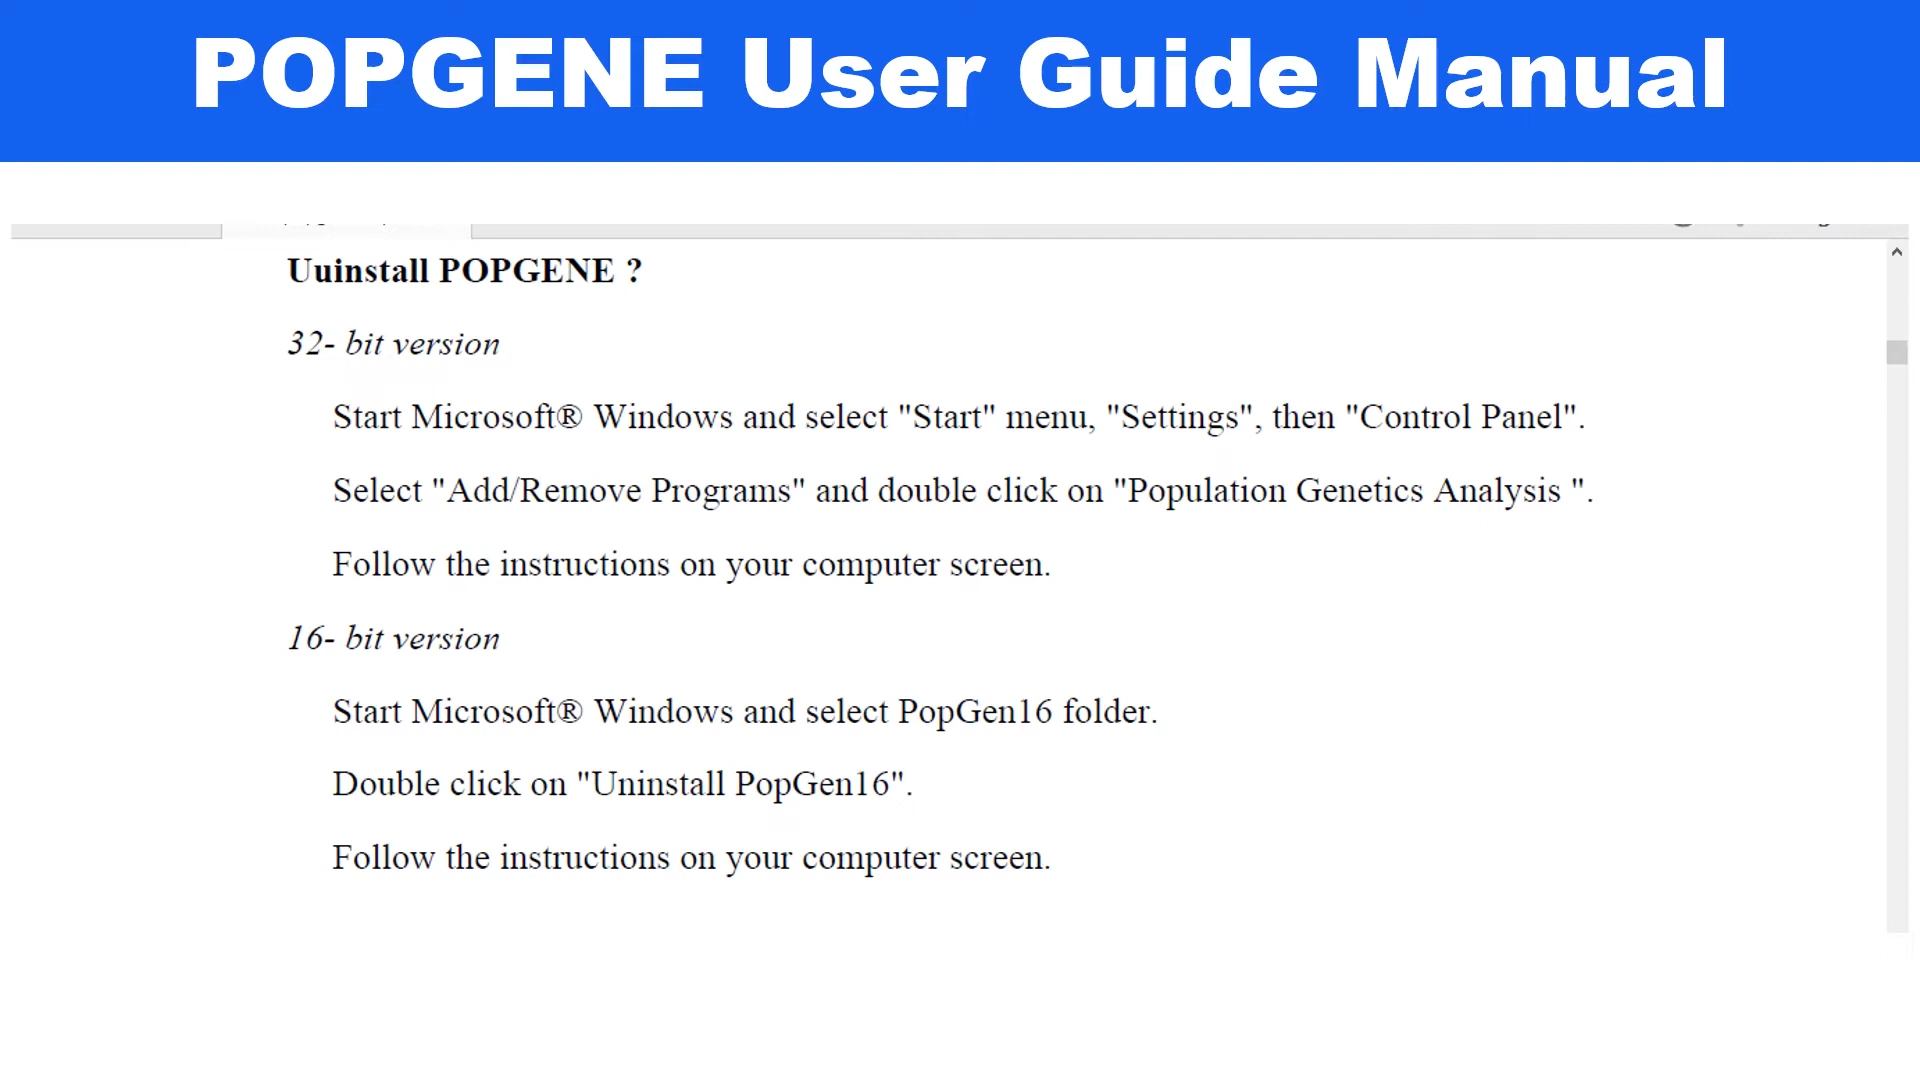 POPGENE User Guide Manual
Uuinstall POPGENE ?
32- bit version
Start Microsoft® Windows and select "Start" menu, "Settings", then "Control Panel".
Select "Add/Remove Programs" and double click on "Population Genetics Analysis ".
Follow the instructions on your computer screen.
16- bit version
Start Microsoft® Windows and select PopGen16 folder.
Double click on "Uninstall PopGen16".
Follow the instructions on your computer screen.